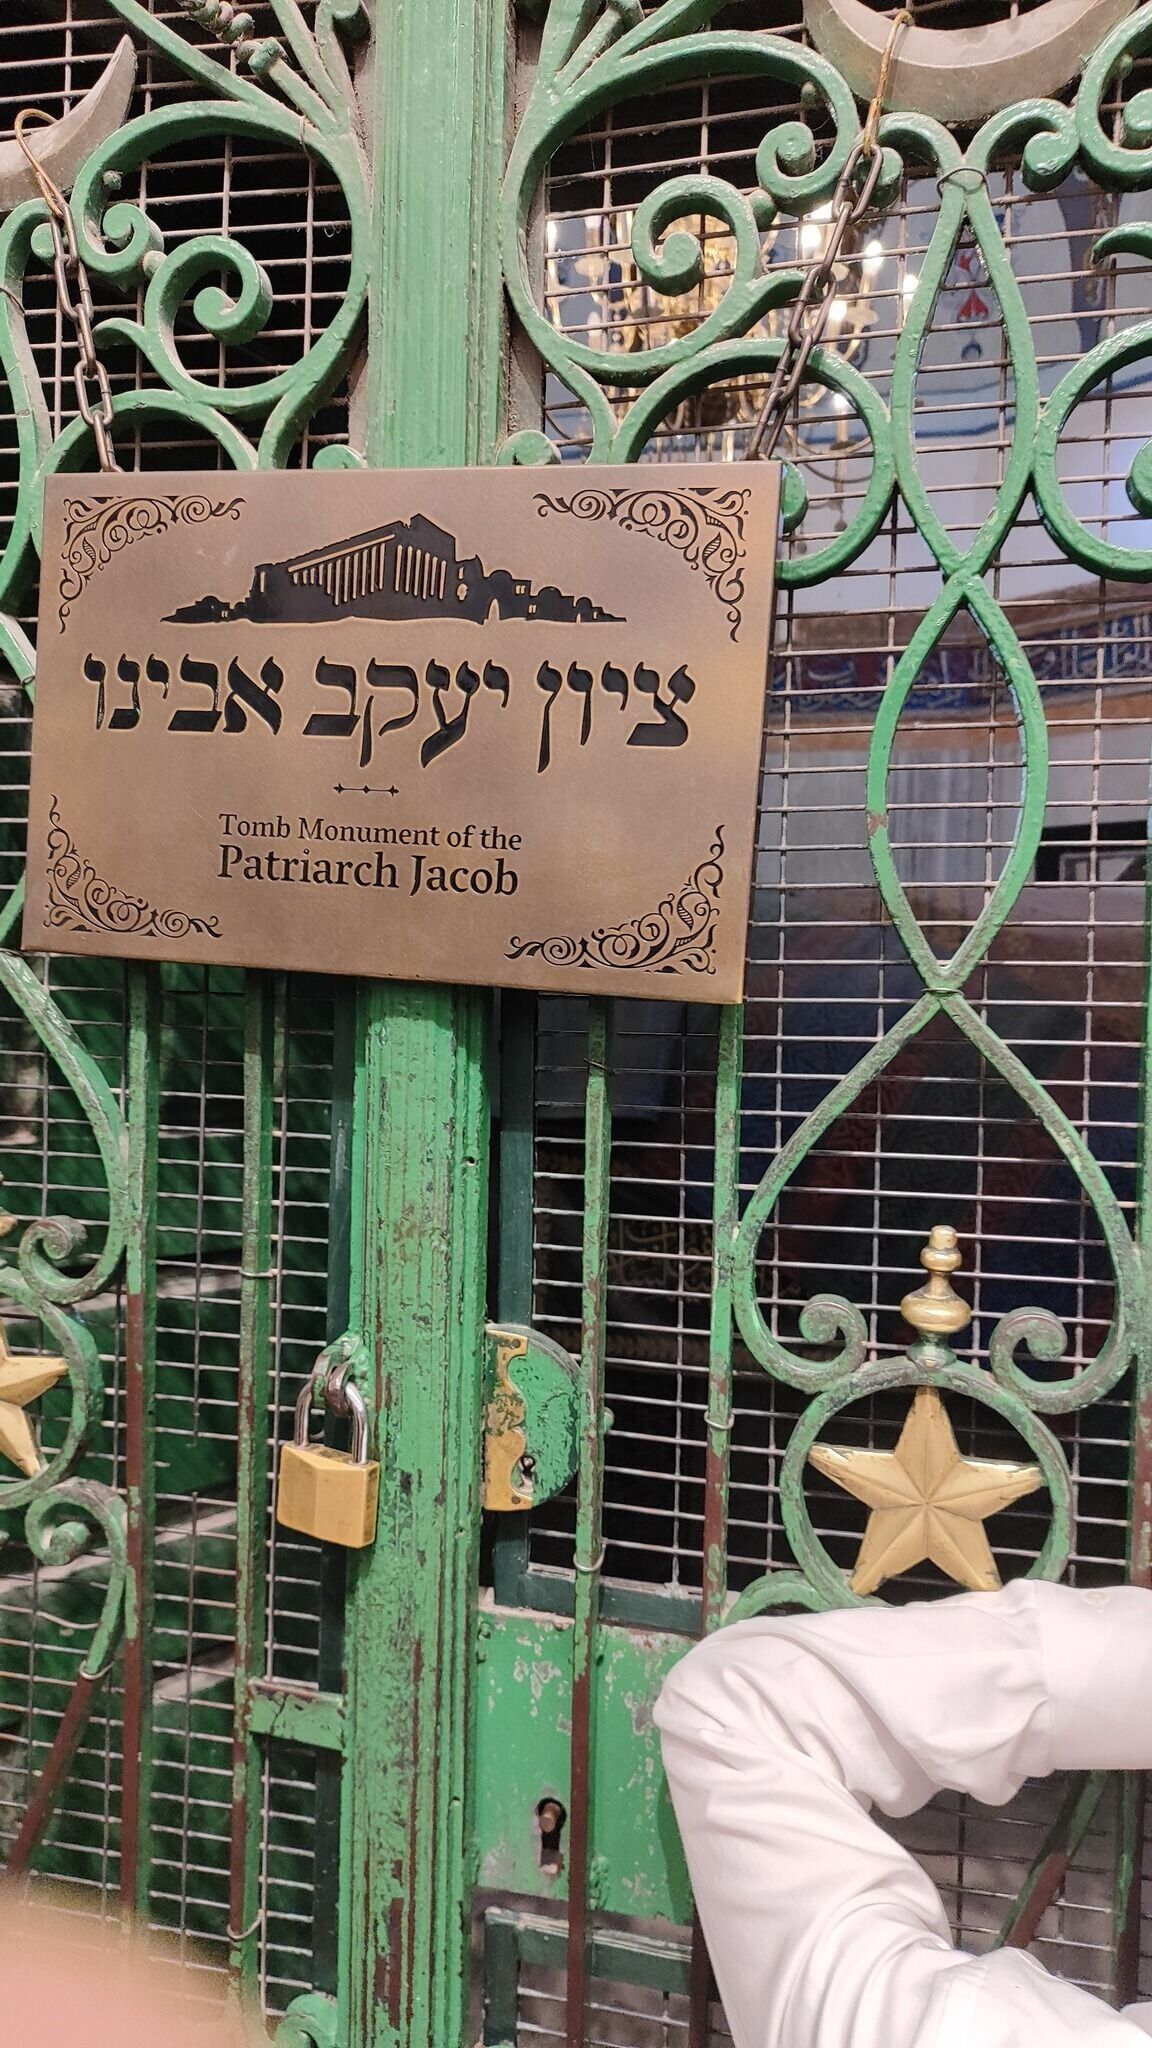 ציון יעקב אבינו
Tomb Monument of the
Patriarch Jacob